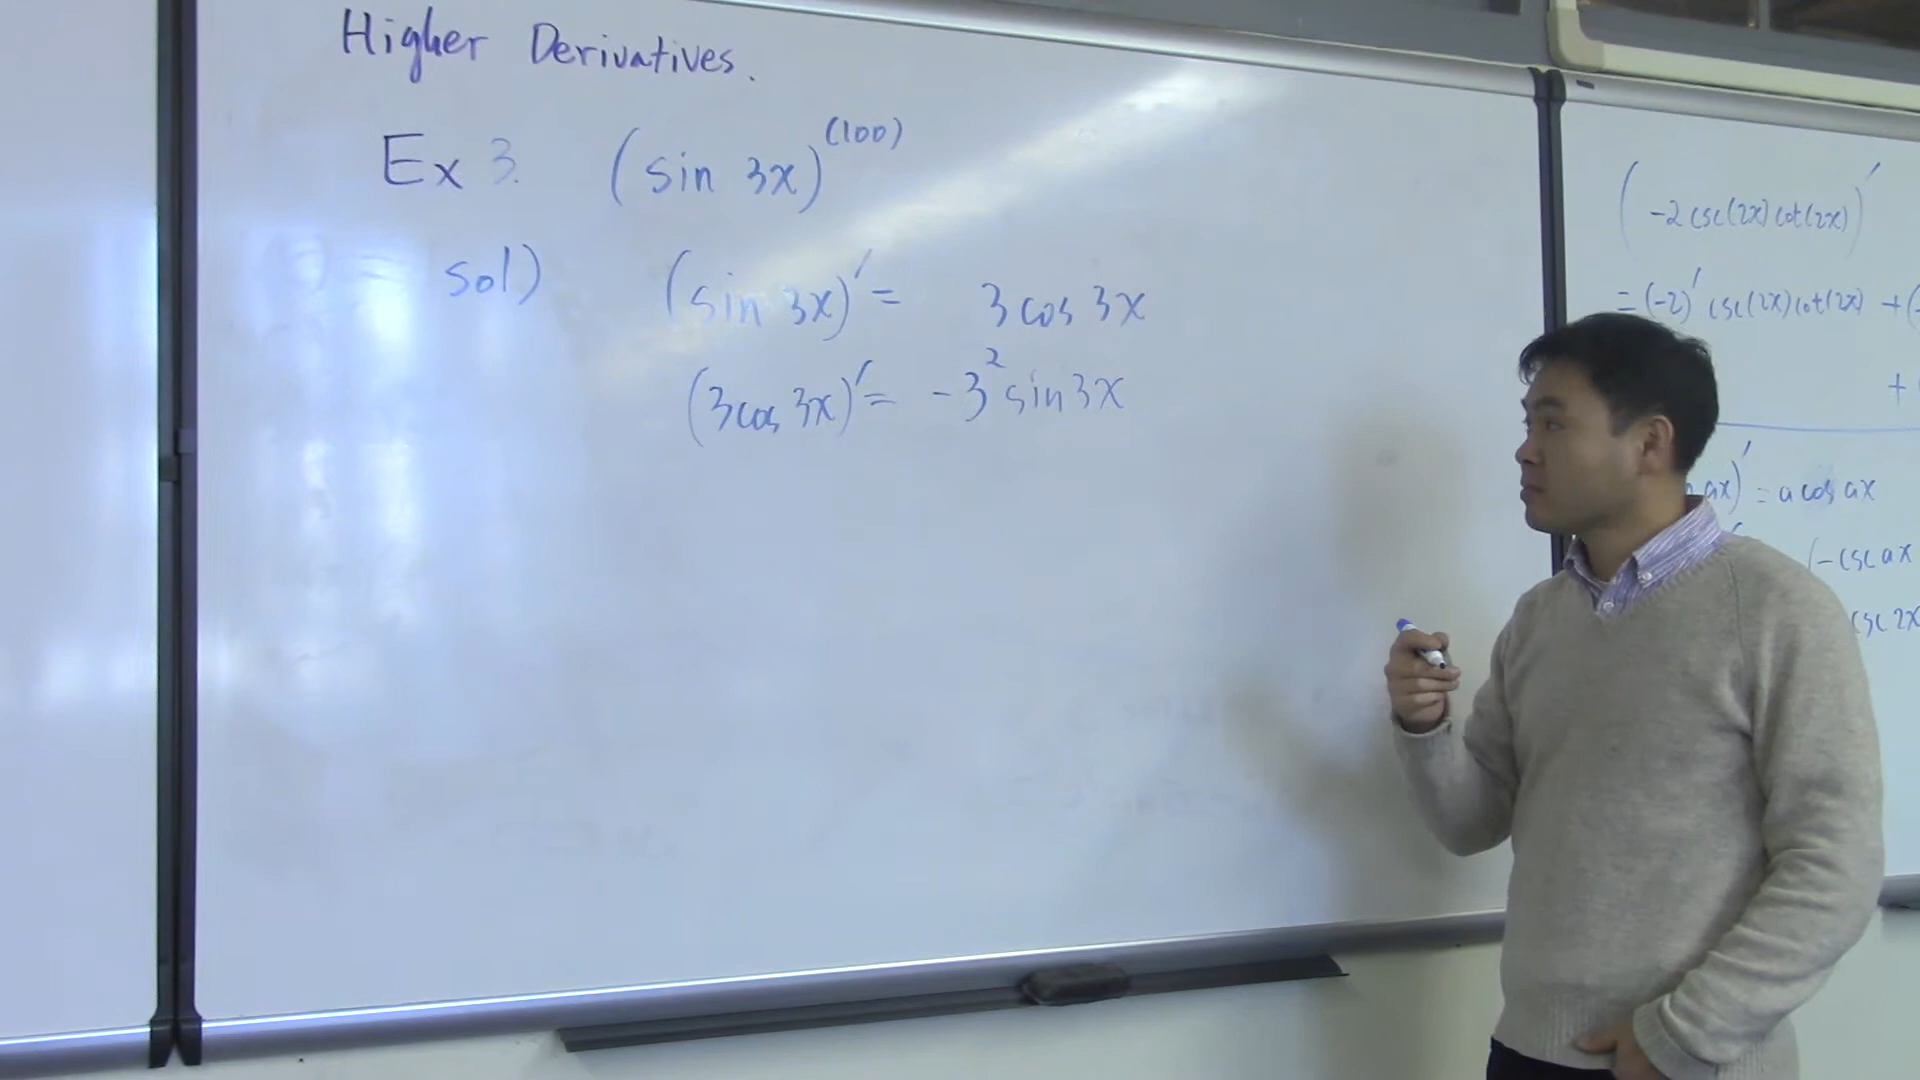 Higher Derivatives.
Ex 3. (sin 3x)^(100)
sol) (sin 3x)' = 3 cos 3x
(3 cos 3x)' = -3² sin 3x
(-2 csc(2x) cot(2x))'
= (-2)' csc(2x) cot(2x) + (
+
ax)' = a cos ax
(-csc ax
csc 2x